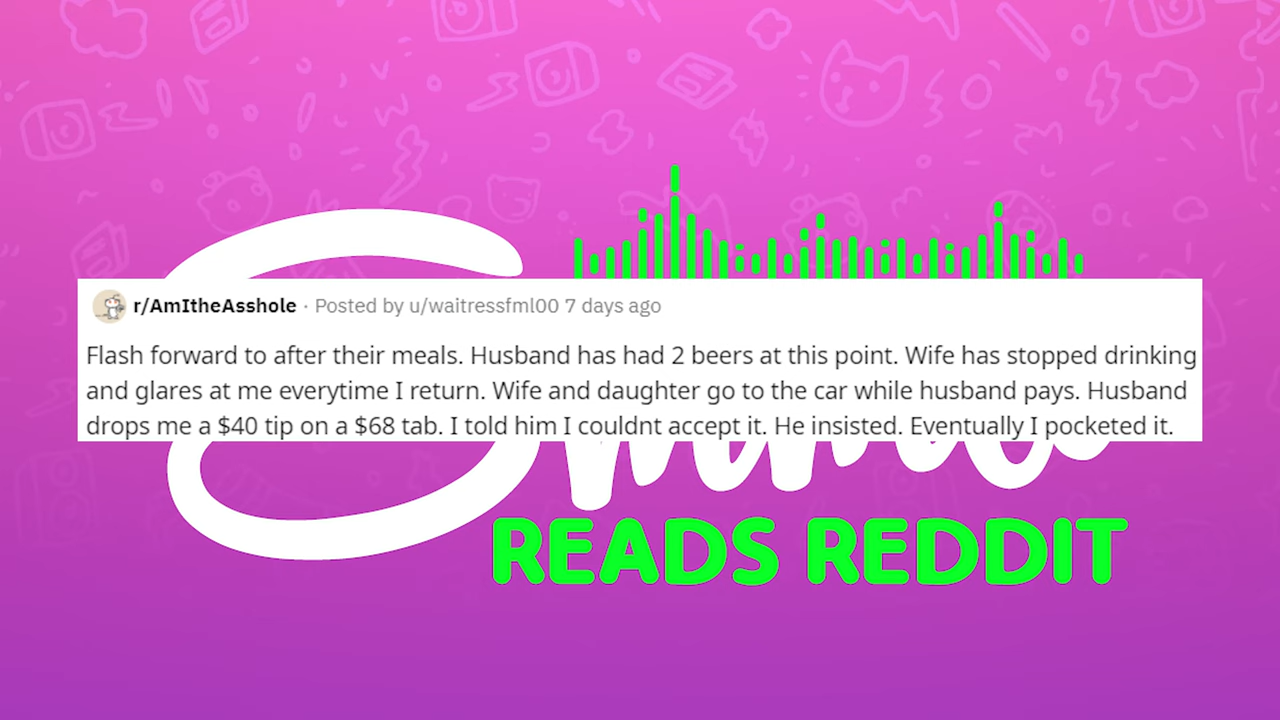 r/AmItheAsshole · Posted by u/waitressfml00 7 days ago
Flash forward to after their meals. Husband has had 2 beers at this point. Wife has stopped drinking
and glares at me everytime I return. Wife and daughter go to the car while husband pays. Husband
drops me a $40 tip on a $68 tab. I told him I couldnt accept it. He insisted. Eventually I pocketed it.
READS REDDIT